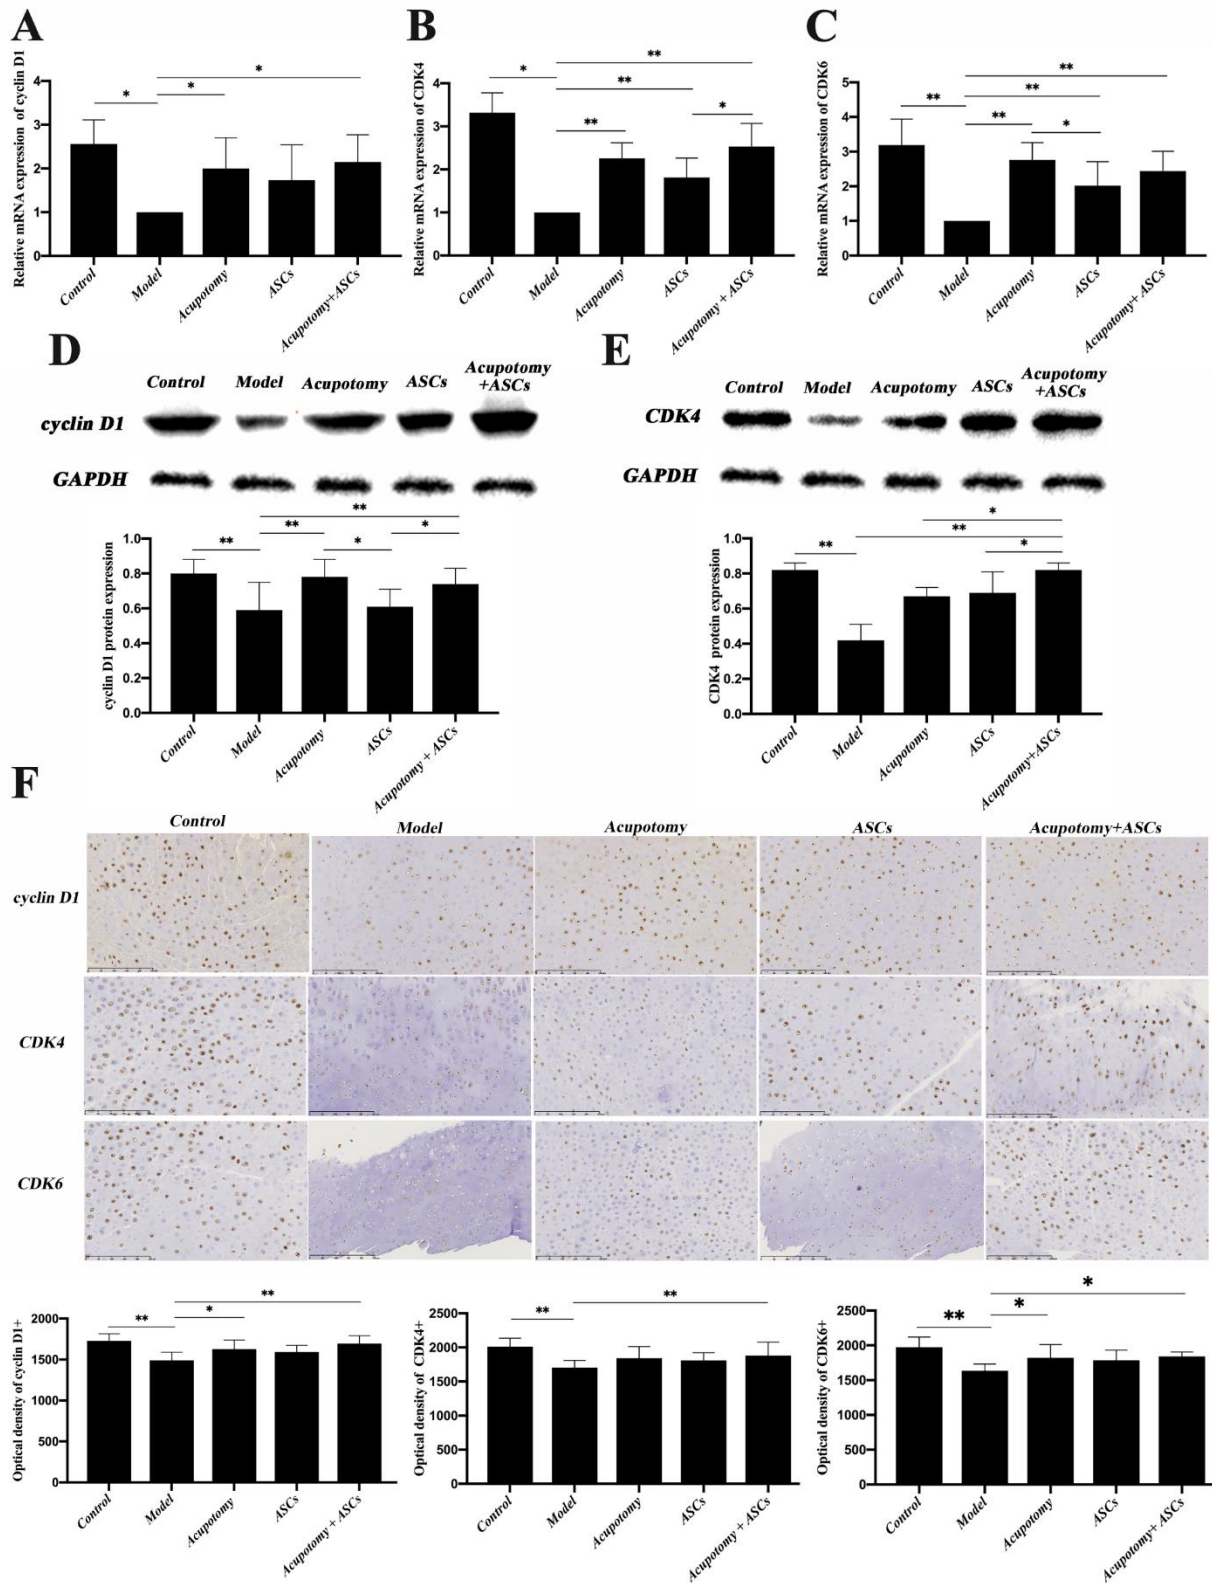 A
Relative mRNA expression of cyclin D1
4
3
2
1
0
*
*
*
Control
Model
Acupotomy
ASCs
Acupotomy+ASCs
B
Relative mRNA expression of CDK4
4
3
2
1
0
**
**
*
**
*
Control
Model
Acupotomy
ASCs
Acupotomy + ASCs
C
Relative mRNA expression of CDK6
5
4
3
2
1
0
**
**
**
**
*
Control
Model
Acupotomy
ASCs
Acupotomy+ ASCs
D
Control Model Acupotomy ASCs Acupotomy
+ASCs
cyclin D1
GAPDH
**
**
*
**
*
cyclin D1 protein expression
1.0
0.8
0.6
0.4
0.2
0.0
Control
Model
Acupotomy
ASCs
Acupotomy + ASCs
E
Control Model Acupotomy ASCs Acupotomy
+ASCs
CDK4
GAPDH
*
**
**
*
CDK4 protein expression
1.0
0.8
0.6
0.4
0.2
0.0
Control
Model
Acupotomy
ASCs
Acupotomy+ASCs
F
Control Model Acupotomy ASCs Acupotomy+ASCs
cyclin D1
CDK4
CDK6
Optical density of cyclin D1+
2000
1500
1000
500
0
**
**
*
Control
Model
Acupotomy
ASCs
Acupotomy + ASCs
Optical density of CDK4+
2500
2000
1500
1000
500
0
**
**
Control
Model
Acupotomy
ASCs
Acupotomy + ASCs
Optical density of CDK6+
2500
2000
1500
1000
500
0
*
**
*
Control
Model
Acupotomy
ASCs
Acupotomy+ ASCs